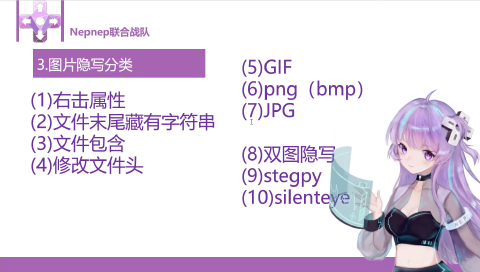 Nepnep联合战队
3.图片隐写分类
(1)右击属性
(2)文件末尾藏有字符串
(3)文件包含
(4)修改文件头
(5)GIF
(6)png（bmp）
(7)JPG
(8)双图隐写
(9)stegpy
(10)silenteye